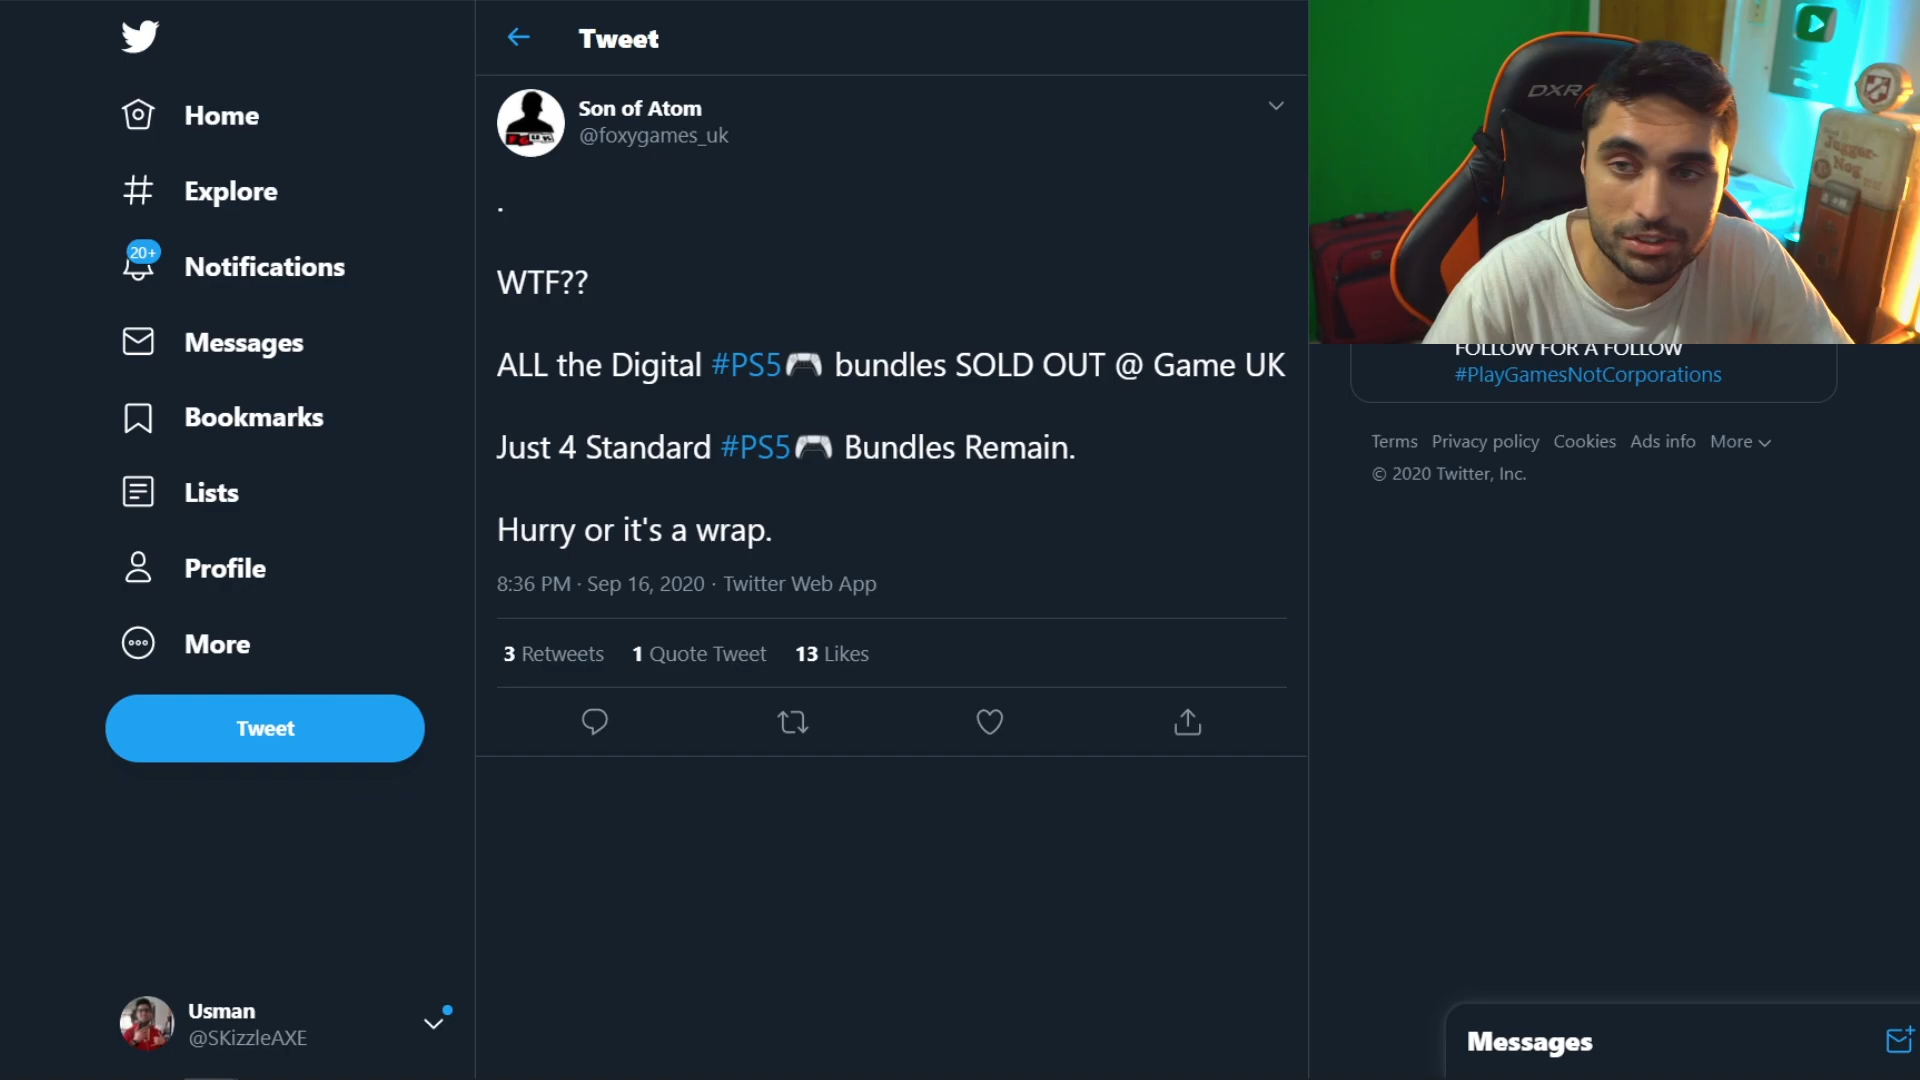 Home
Explore
20+
Notifications
Messages
Bookmarks
Lists
Profile
More
Tweet
Usman
@SKizzleAXE
Tweet
Son of Atom
@foxygames_uk
.
WTF??
ALL the Digital #PS5🎮 bundles SOLD OUT @ Game UK
Just 4 Standard #PS5🎮 Bundles Remain.
Hurry or it's a wrap.
8:36 PM · Sep 16, 2020 · Twitter Web App
3 Retweets 1 Quote Tweet 13 Likes
DXR
Jugger-
Nog
FOLLOW FOR A FOLLOW
#PlayGamesNotCorporations
Terms Privacy policy Cookies Ads info More
© 2020 Twitter, Inc.
Messages